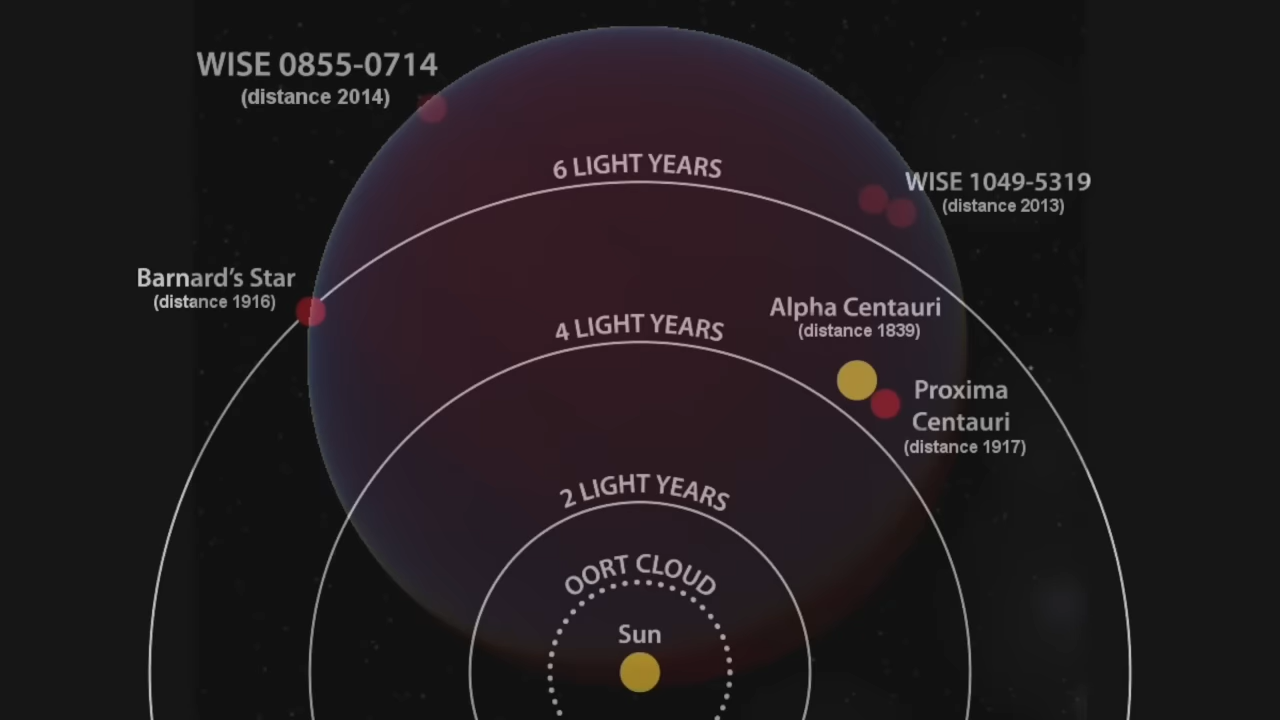 WISE 0855-0714
(distance 2014)
6 LIGHT YEARS
WISE 1049-5319
(distance 2013)
Barnard's Star
(distance 1916)
Alpha Centauri
(distance 1839)
4 LIGHT YEARS
Proxima
Centauri
(distance 1917)
2 LIGHT YEARS
OORT CLOUD
Sun